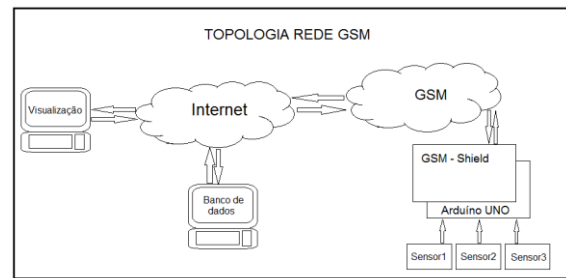 TOPOLOGIA REDE GSM
Visualização
Internet
GSM
GSM - Shield
Arduíno UNO
Banco de
dados
Sensor1
Sensor2
Sensor3